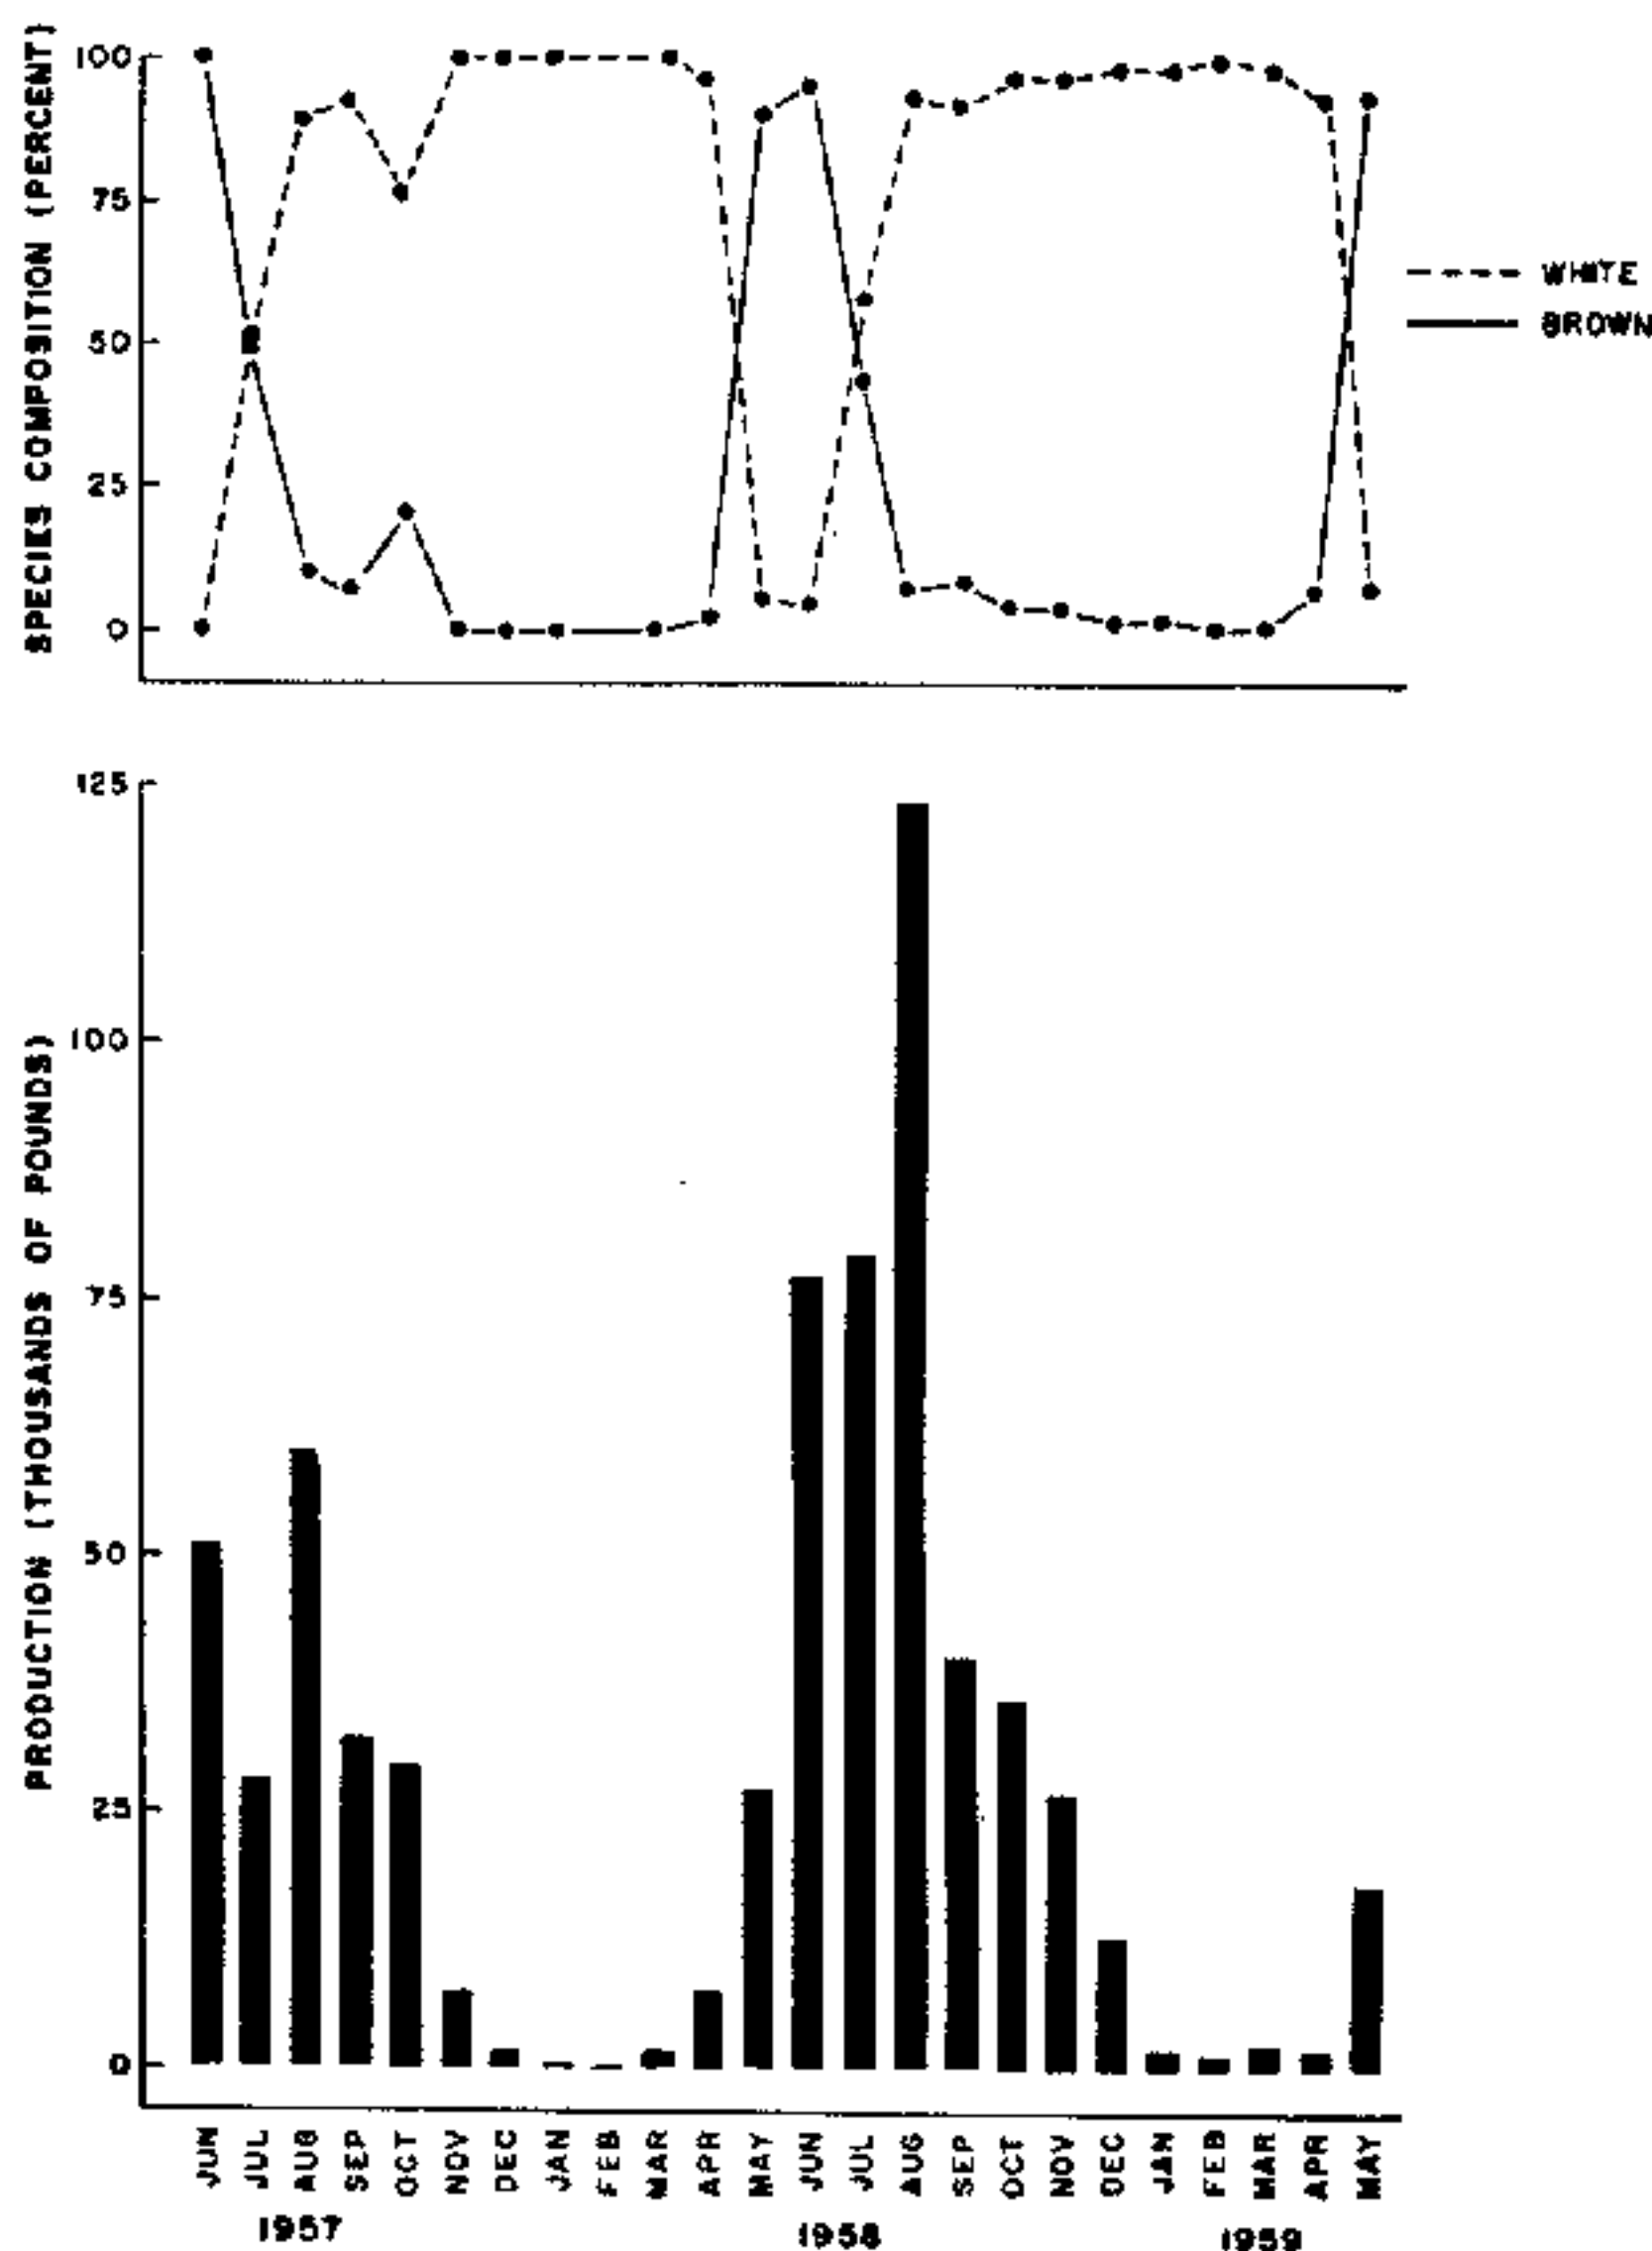 SPECIES COMPOSITION (PERCENT)
100
75
50
25
0
WHITE
BROWN
PRODUCTION (THOUSANDS OF POUNDS)
125
100
75
50
25
0
JUN JUL AUG SEP OCT NOV DEC JAN FEB MAR APR MAY JUN JUL AUG SEP OCT NOV DEC JAN FEB MAR APR MAY
1957 1958 1959